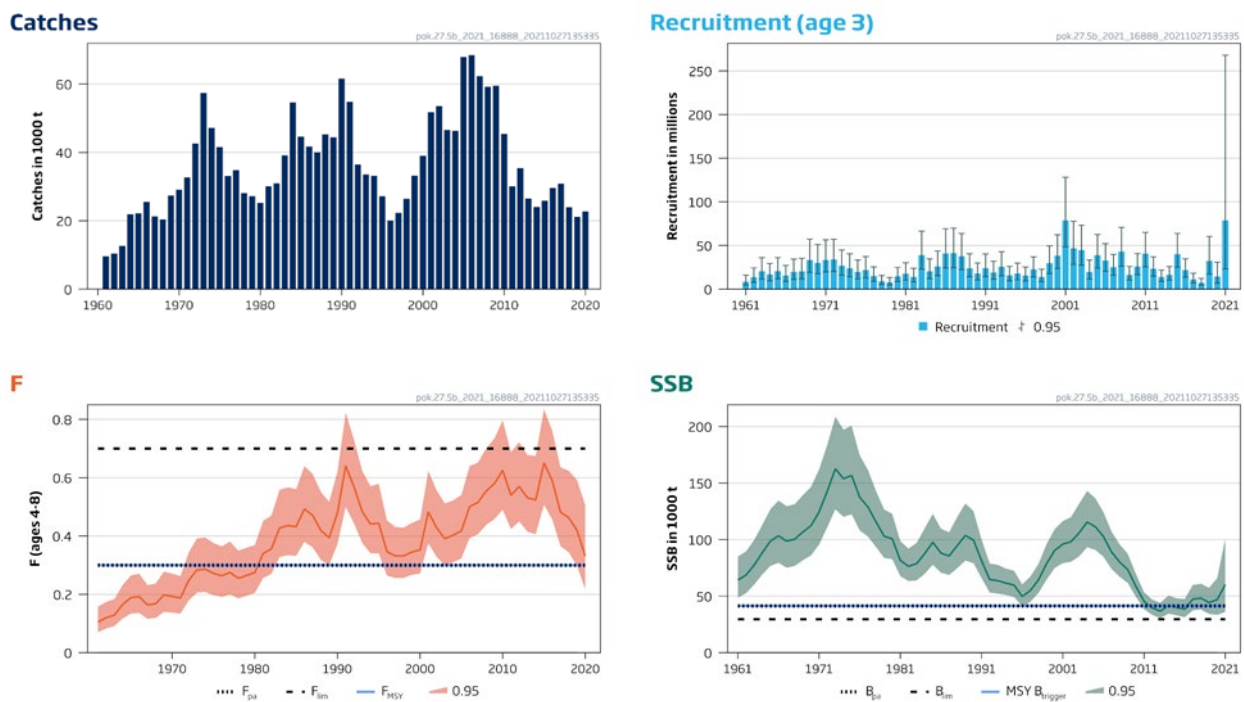 Catches
pok.27.5b_2021_16888_20211027135335
Catches in 1000 t
60
40
20
0
1960 1970 1980 1990 2000 2010 2020
Recruitment (age 3)
pok.27.5b_2021_16888_20211027135335
Recruitment in millions
250
200
150
100
50
0
1961 1971 1981 1991 2001 2011 2021
Recruitment 0.95
F
pok.27.5b_2021_16888_20211027135335
F (ages 4-8)
0.8
0.6
0.4
0.2
0
1970 1980 1990 2000 2010 2020
Fpa Flim FMSY 0.95
SSB
pok.27.5b_2021_16888_20211027135335
SSB in 1000 t
200
150
100
50
0
1961 1971 1981 1991 2001 2011 2021
Bpa Blim MSY Btrigger 0.95